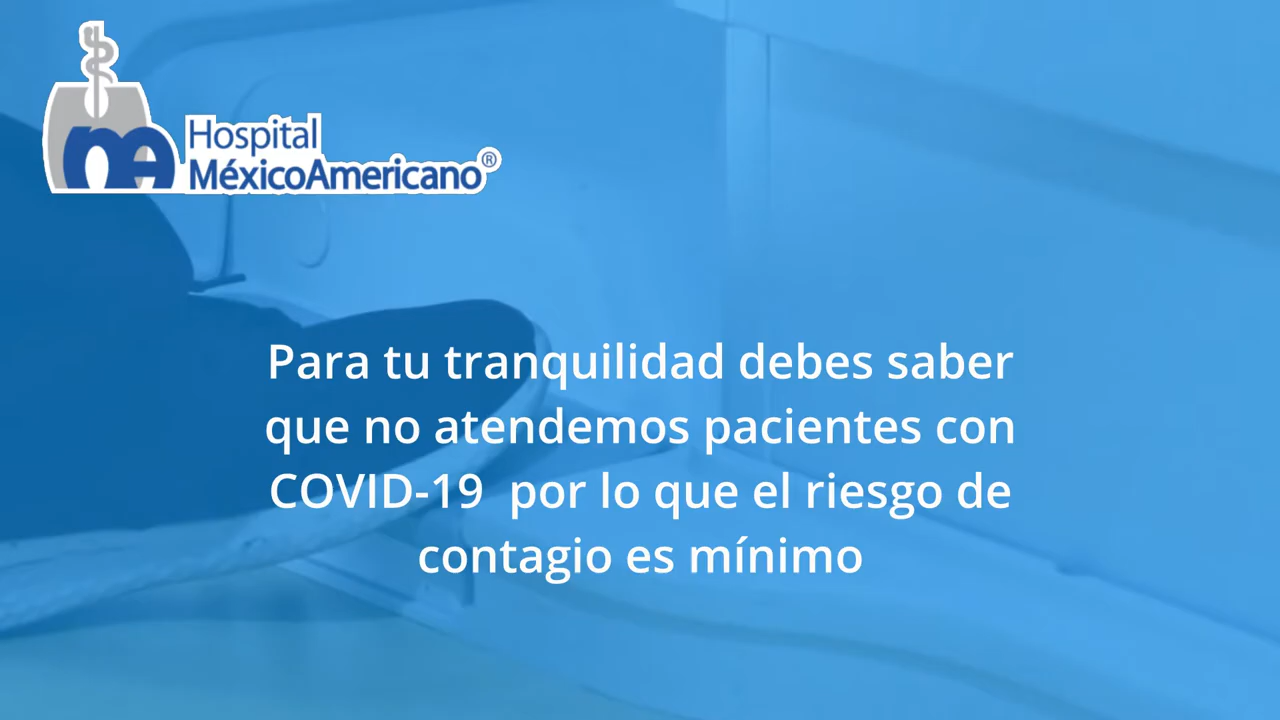 Hospital
MéxicoAmericano®
Para tu tranquilidad debes saber
que no atendemos pacientes con
COVID-19  por lo que el riesgo de
contagio es mínimo